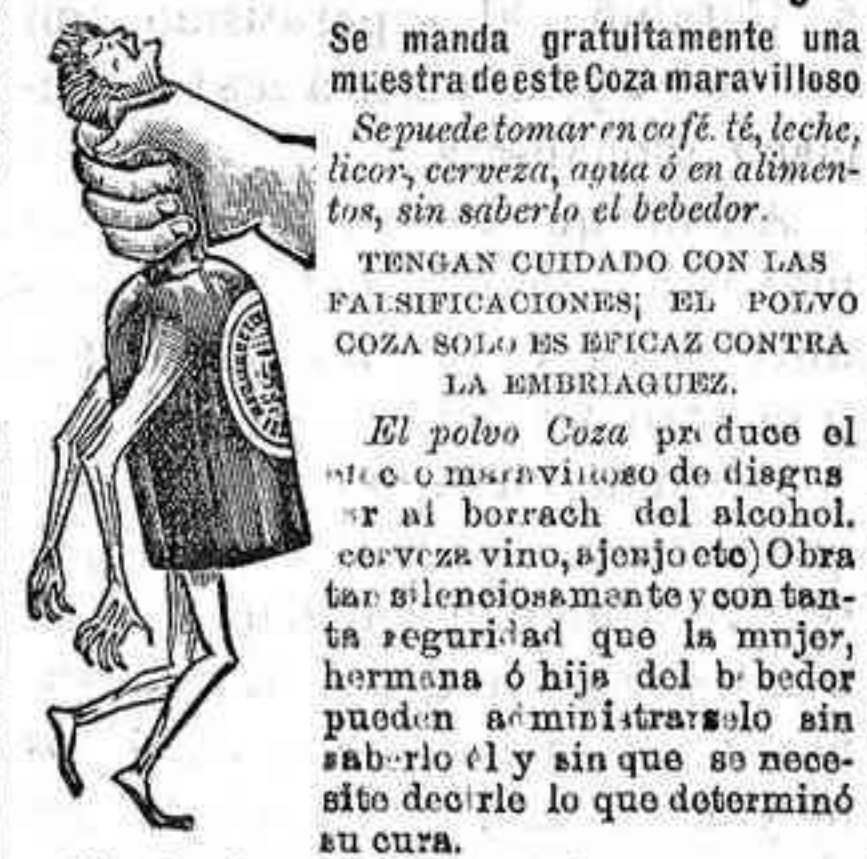 Se manda gratuitamente una
muestra de este Coza maravilloso
Se puede tomar en café. té, leche,
licor, cerveza, agua ó en alimen-
tos, sin saberlo el bebedor.
TENGAN CUIDADO CON LAS
FALSIFICACIONES; EL POLVO
COZA SOLO ES EFICAZ CONTRA
LA EMBRIAGUEZ.
El polvo Coza produce el
maravilloso de disgus
ar al borrach del alcohol.
cerveza vino, ajenjo etc) Obra
tan silenciosamente y con tan-
ta seguridad que la mujer,
hermana ó hija del bebedor
pueden administrarselo sin
saberlo él y sin que se nece-
site decirle lo que determinó
su cura.